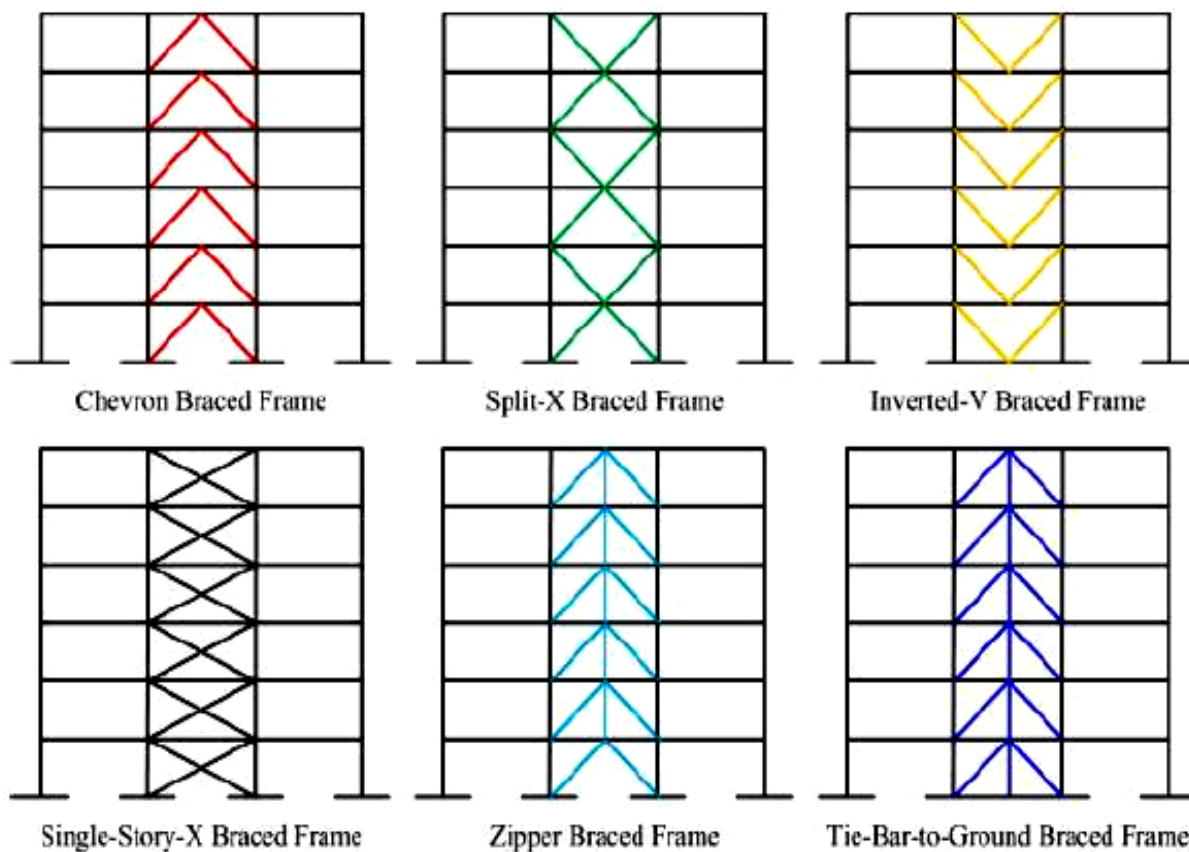 Chevron Braced Frame
Split-X Braced Frame
Inverted-V Braced Frame
Single-Story-X Braced Frame
Zipper Braced Frame
Tie-Bar-to-Ground Braced Frame